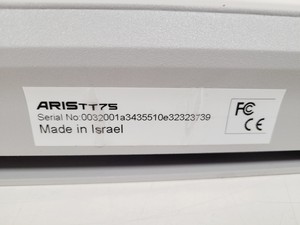 ARISTT75
Serial No:0032001a3435510e32323739
Made in Israel
FC
CE